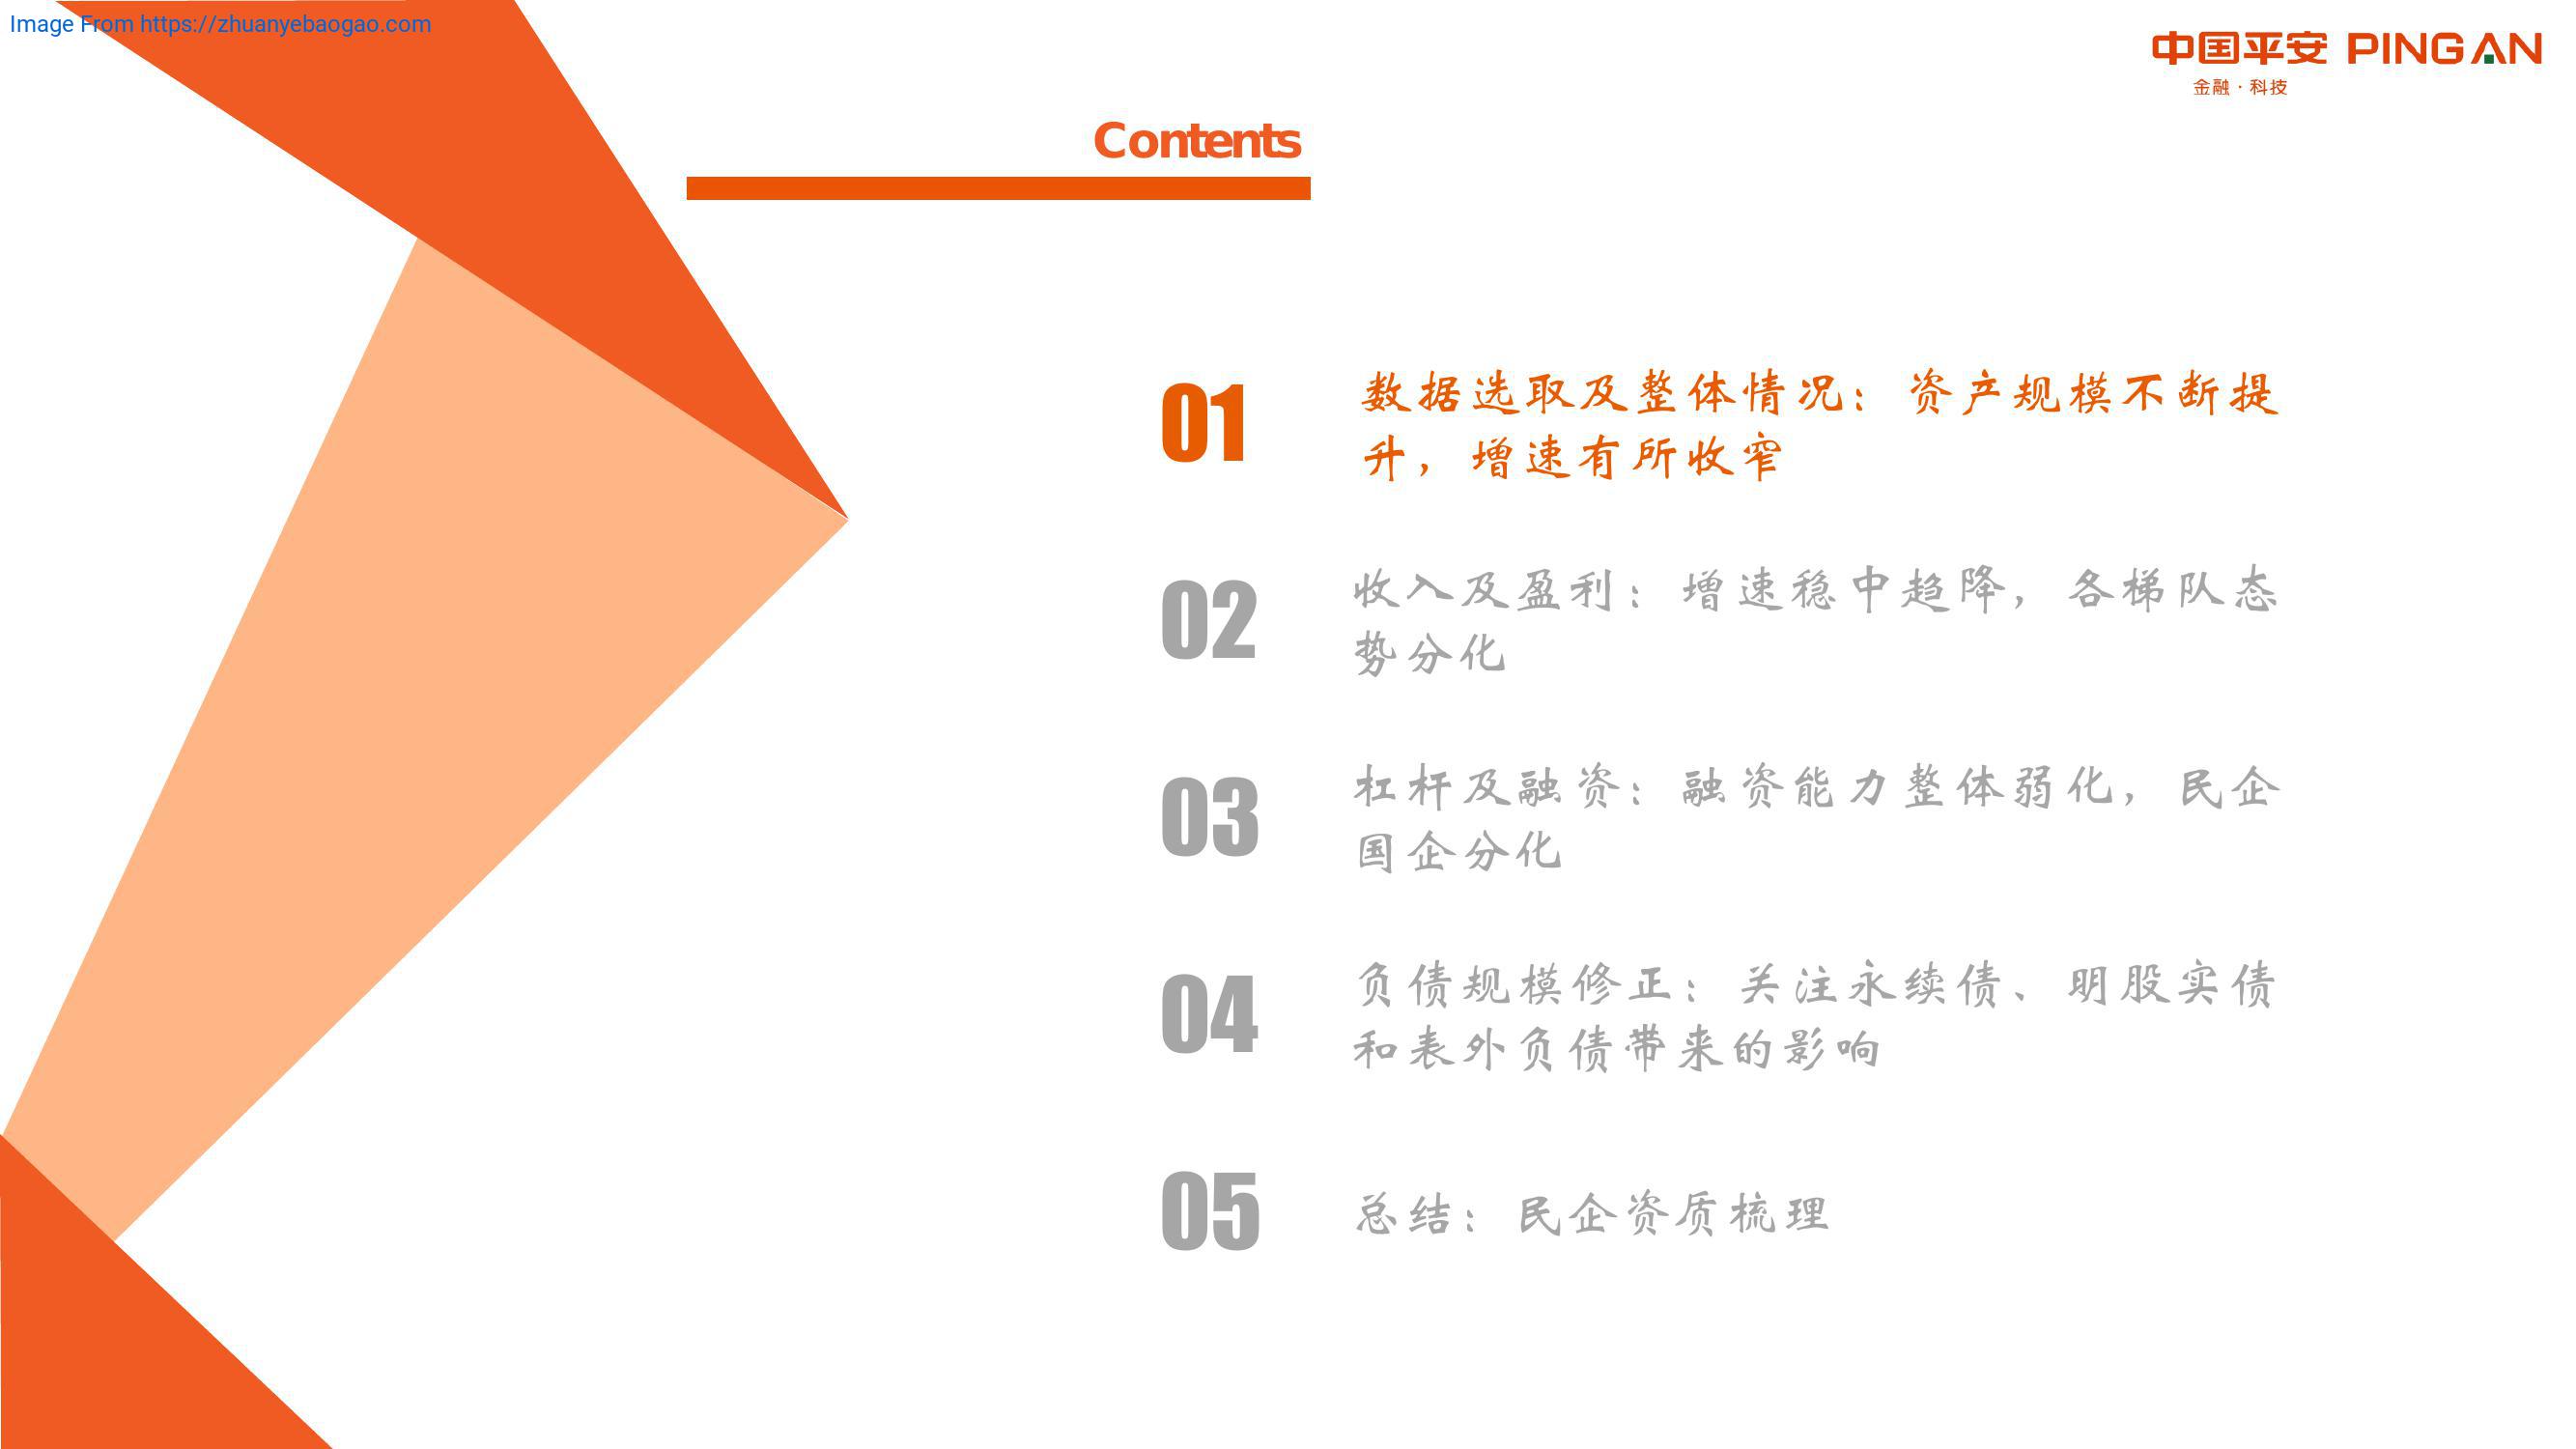 Image From https://zhuanyebaogao.com
中国平安 PING AN
金融·科技
Contents
01
数据选取及整体情况：资产规模不断提
升，增速有所收窄
02
收入及盈利：增速稳中趋降，各梯队态
势分化
03
杠杆及融资：融资能力整体弱化，民企
国企分化
04
负债规模修正：关注永续债、明股实债
和表外负债带来的影响
05
总结：民企资质梳理